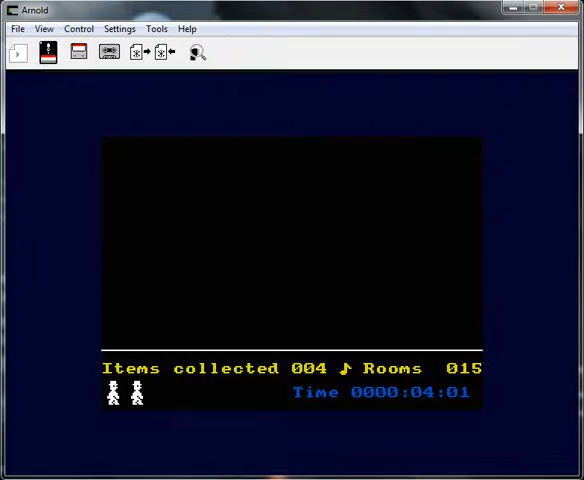 Arnold
File View Control Settings Tools Help
Items collected 004 ♪ Rooms 015
Time 0000:04:01